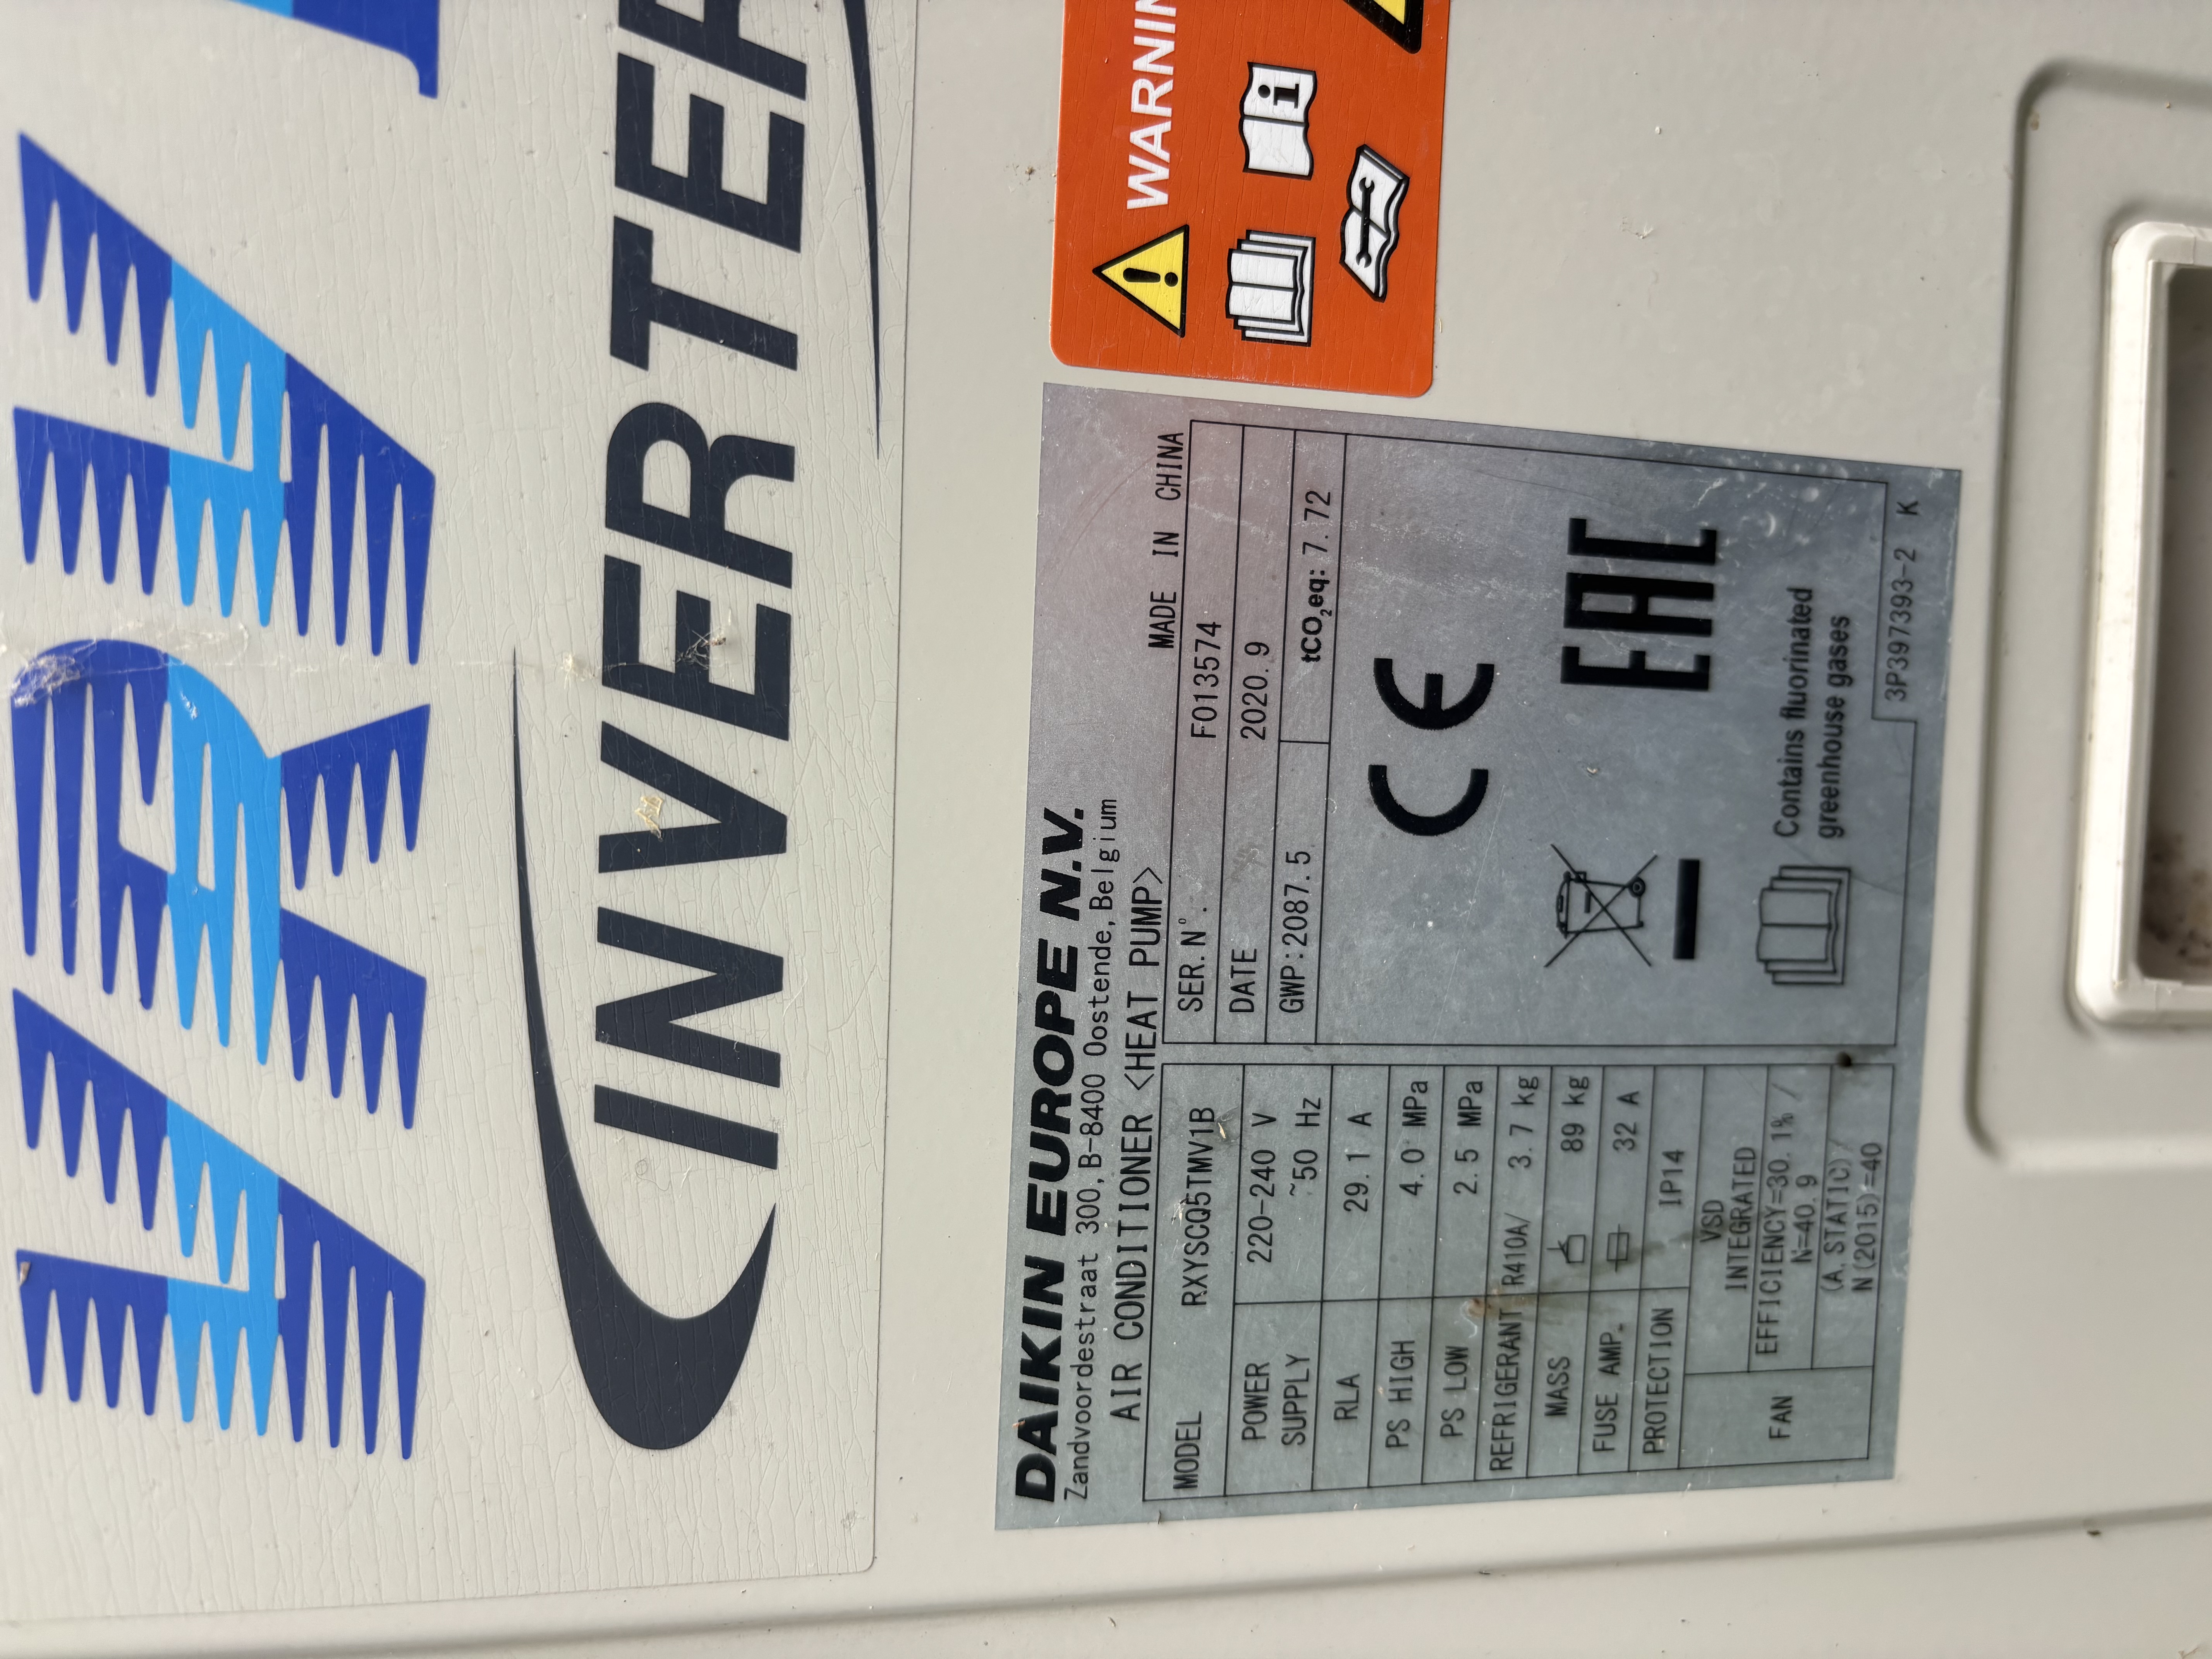 VRV
INVERTER
WARNIN
DAIKIN EUROPE N.V.
Zandvoordestraat 300, B-8400 Oostende, Belgium
AIR CONDITIONER <HEAT PUMP> MADE IN CHINA
MODEL RXYSCQ5TMV1B
POWER SUPPLY 220-240 V
~50 Hz
RLA 29.1 A
PS HIGH 4.0 MPa
PS LOW 2.5 MPa
REFRIGERANT R410A/ 3.7 kg
MASS 89 kg
FUSE AMP. 32 A
PROTECTION IP14
FAN
VSD
INTEGRATED
EFFICIENCY=30.1% /
N=40.9
(A.STATIC)/
N(2015)=40
SER.Nº. F013574
DATE 2020.9
GWP:2087.5 tCO₂eq: 7.72
CE
EAC
Contains fluorinated
greenhouse gases
3P397393-2 K